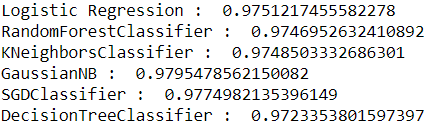 Logistic Regression :  0.9751217455582278
RandomForestClassifier :  0.9746952632410892
KNeighborsClassifier :  0.9748503332686301
GaussianNB :  0.9795478562150082
SGDClassifier :  0.9774982135396149
DecisionTreeClassifier :  0.9723353801597397